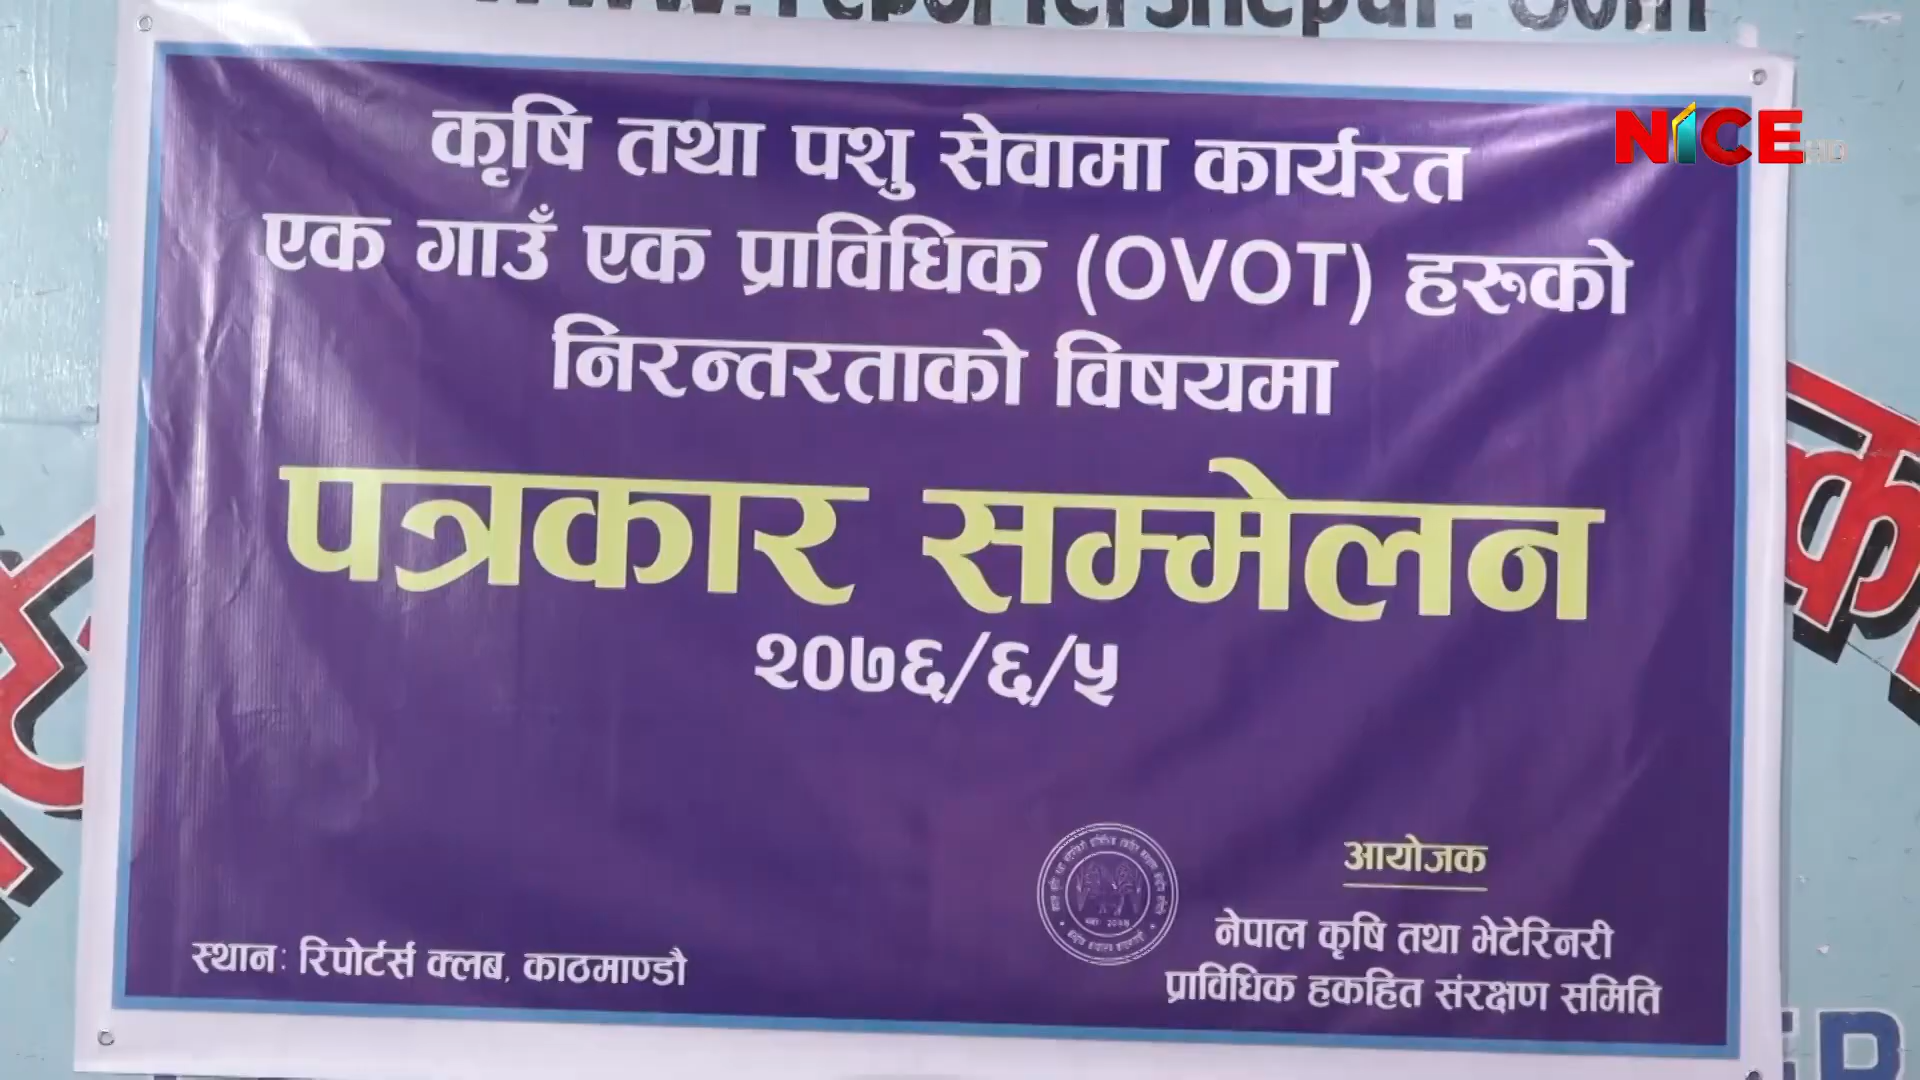 कृषि तथा पशु सेवामा कार्यरत
एक गाउँ एक प्राविधिक (OVOT) हरुको
निरन्तरताको विषयमा
पत्रकार सम्मेलन
२०७६/६/५
आयोजक
नेपाल कृषि तथा भेटेरिनरी
प्राविधिक हकहित संरक्षण समिति
स्थान: रिपोर्टर्स क्लब, काठमाण्डौ
NICE HD